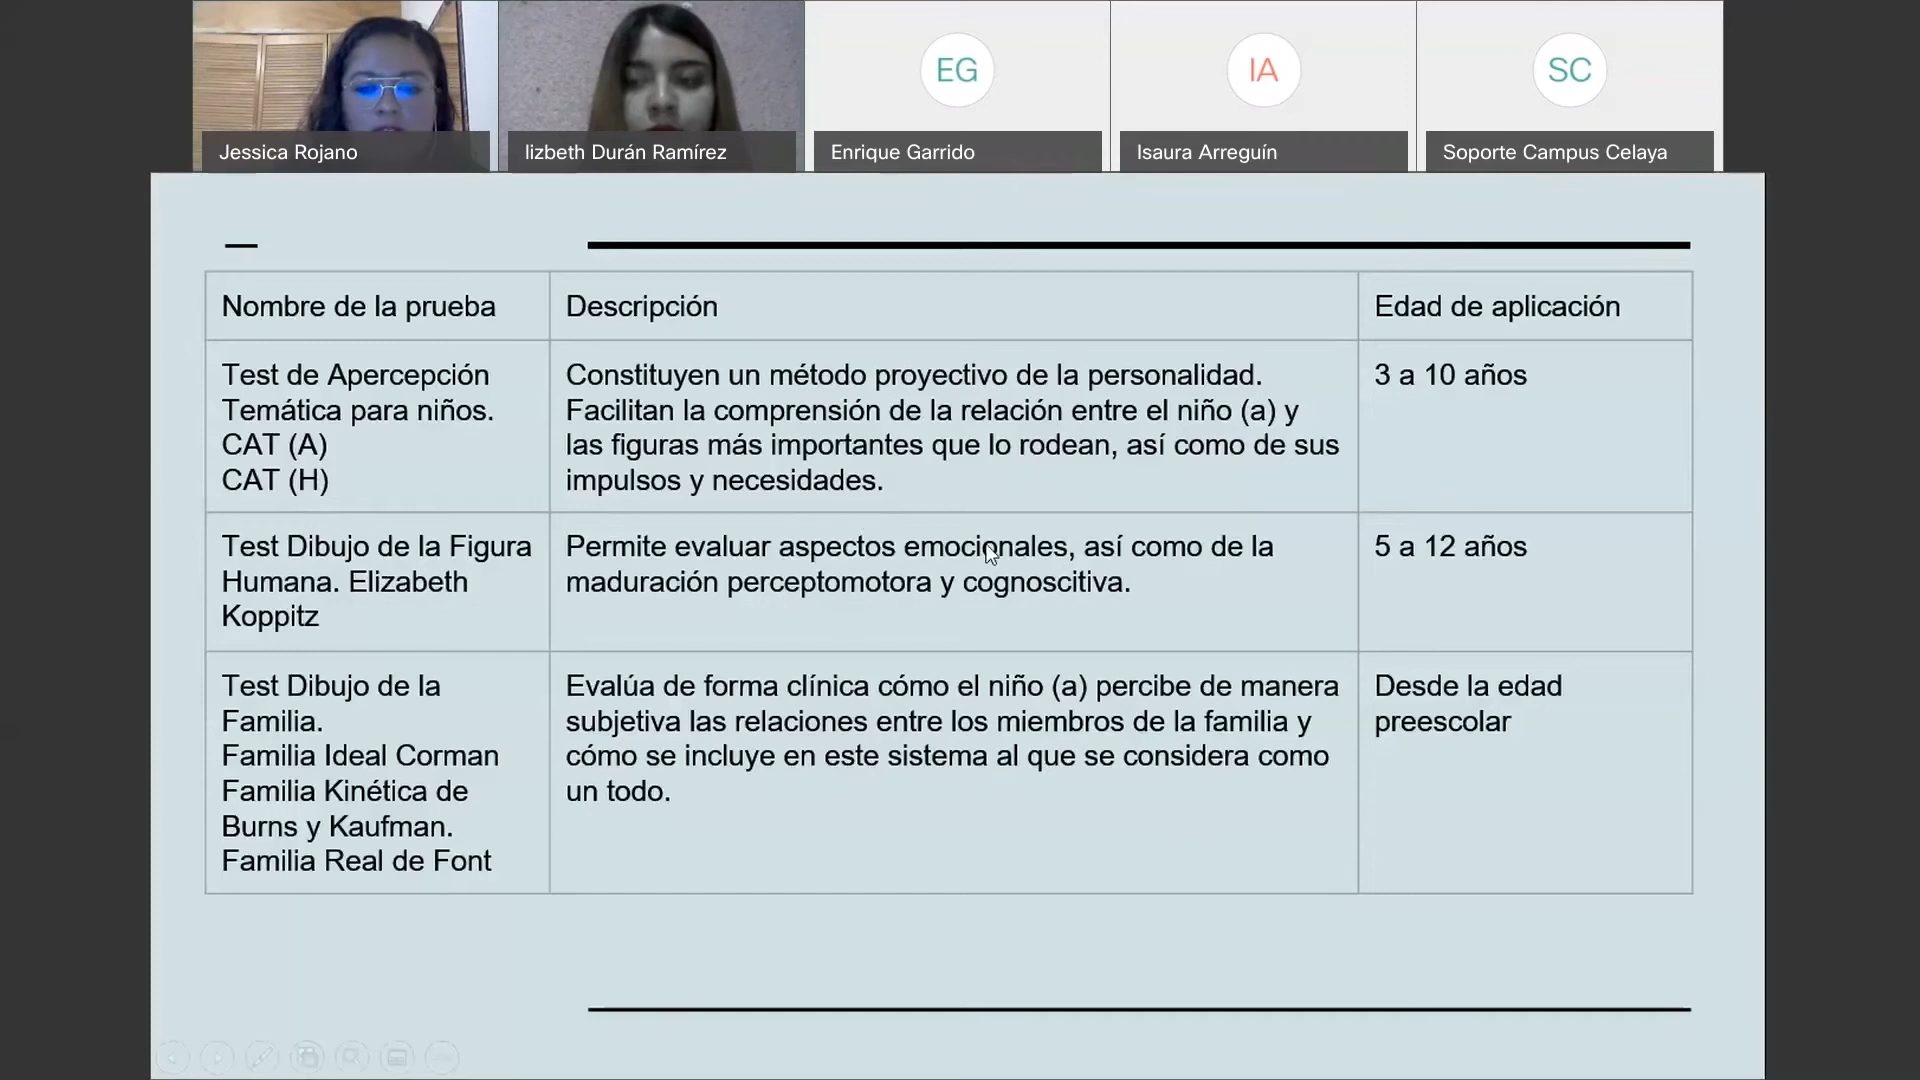 EG
IA
SC
Jessica Rojano
lizbeth Durán Ramírez
Enrique Garrido
Isaura Arreguín
Soporte Campus Celaya
Nombre de la prueba
Descripción
Edad de aplicación
Test de Apercepción
Temática para niños.
CAT (A)
CAT (H)
Constituyen un método proyectivo de la personalidad.
Facilitan la comprensión de la relación entre el niño (a) y
las figuras más importantes que lo rodean, así como de sus
impulsos y necesidades.
3 a 10 años
Test Dibujo de la Figura
Humana. Elizabeth
Koppitz
Permite evaluar aspectos emocionales, así como de la
maduración perceptomotora y cognoscitiva.
5 a 12 años
Test Dibujo de la
Familia.
Familia Ideal Corman
Familia Kinética de
Burns y Kaufman.
Familia Real de Font
Evalúa de forma clínica cómo el niño (a) percibe de manera
subjetiva las relaciones entre los miembros de la familia y
cómo se incluye en este sistema al que se considera como
un todo.
Desde la edad
preescolar